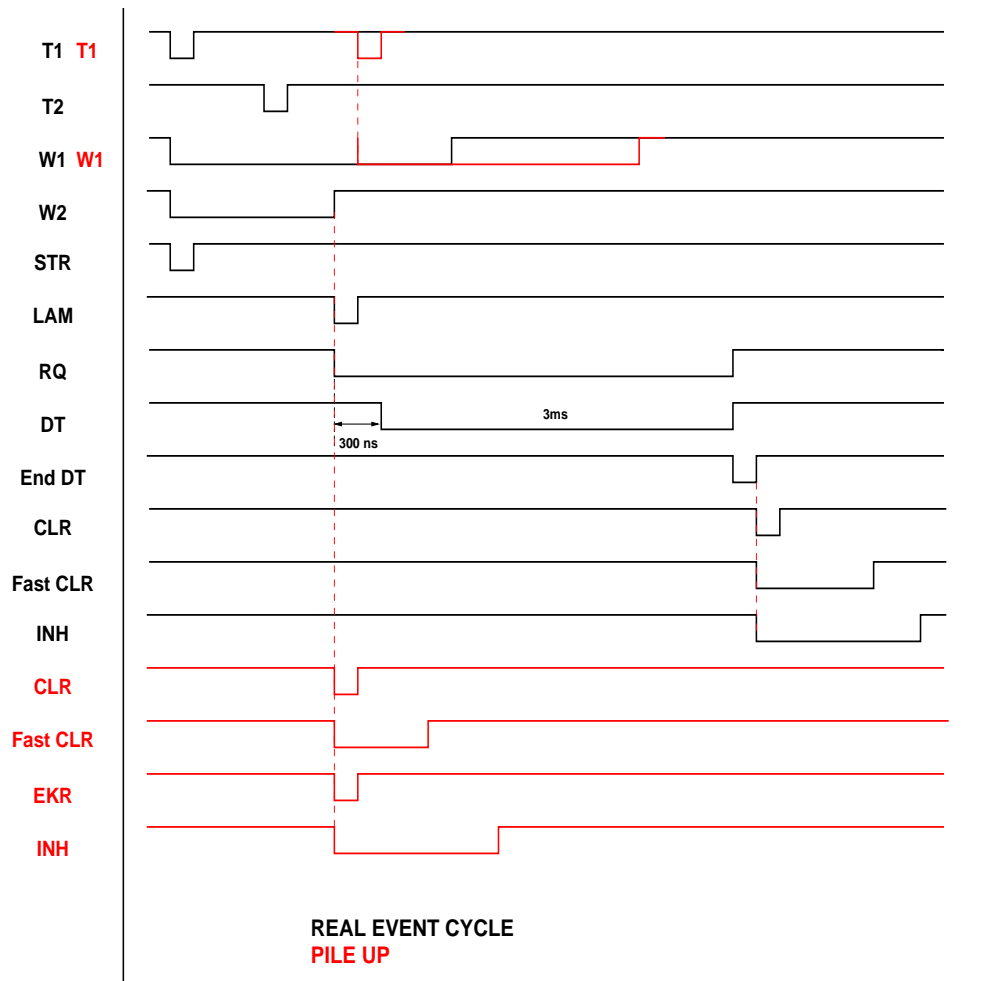 T1 T1
T2
W1 W1
W2
STR
LAM
RQ
DT
3ms
300 ns
End DT
CLR
Fast CLR
INH
CLR
Fast CLR
EKR
INH
REAL EVENT CYCLE
PILE UP